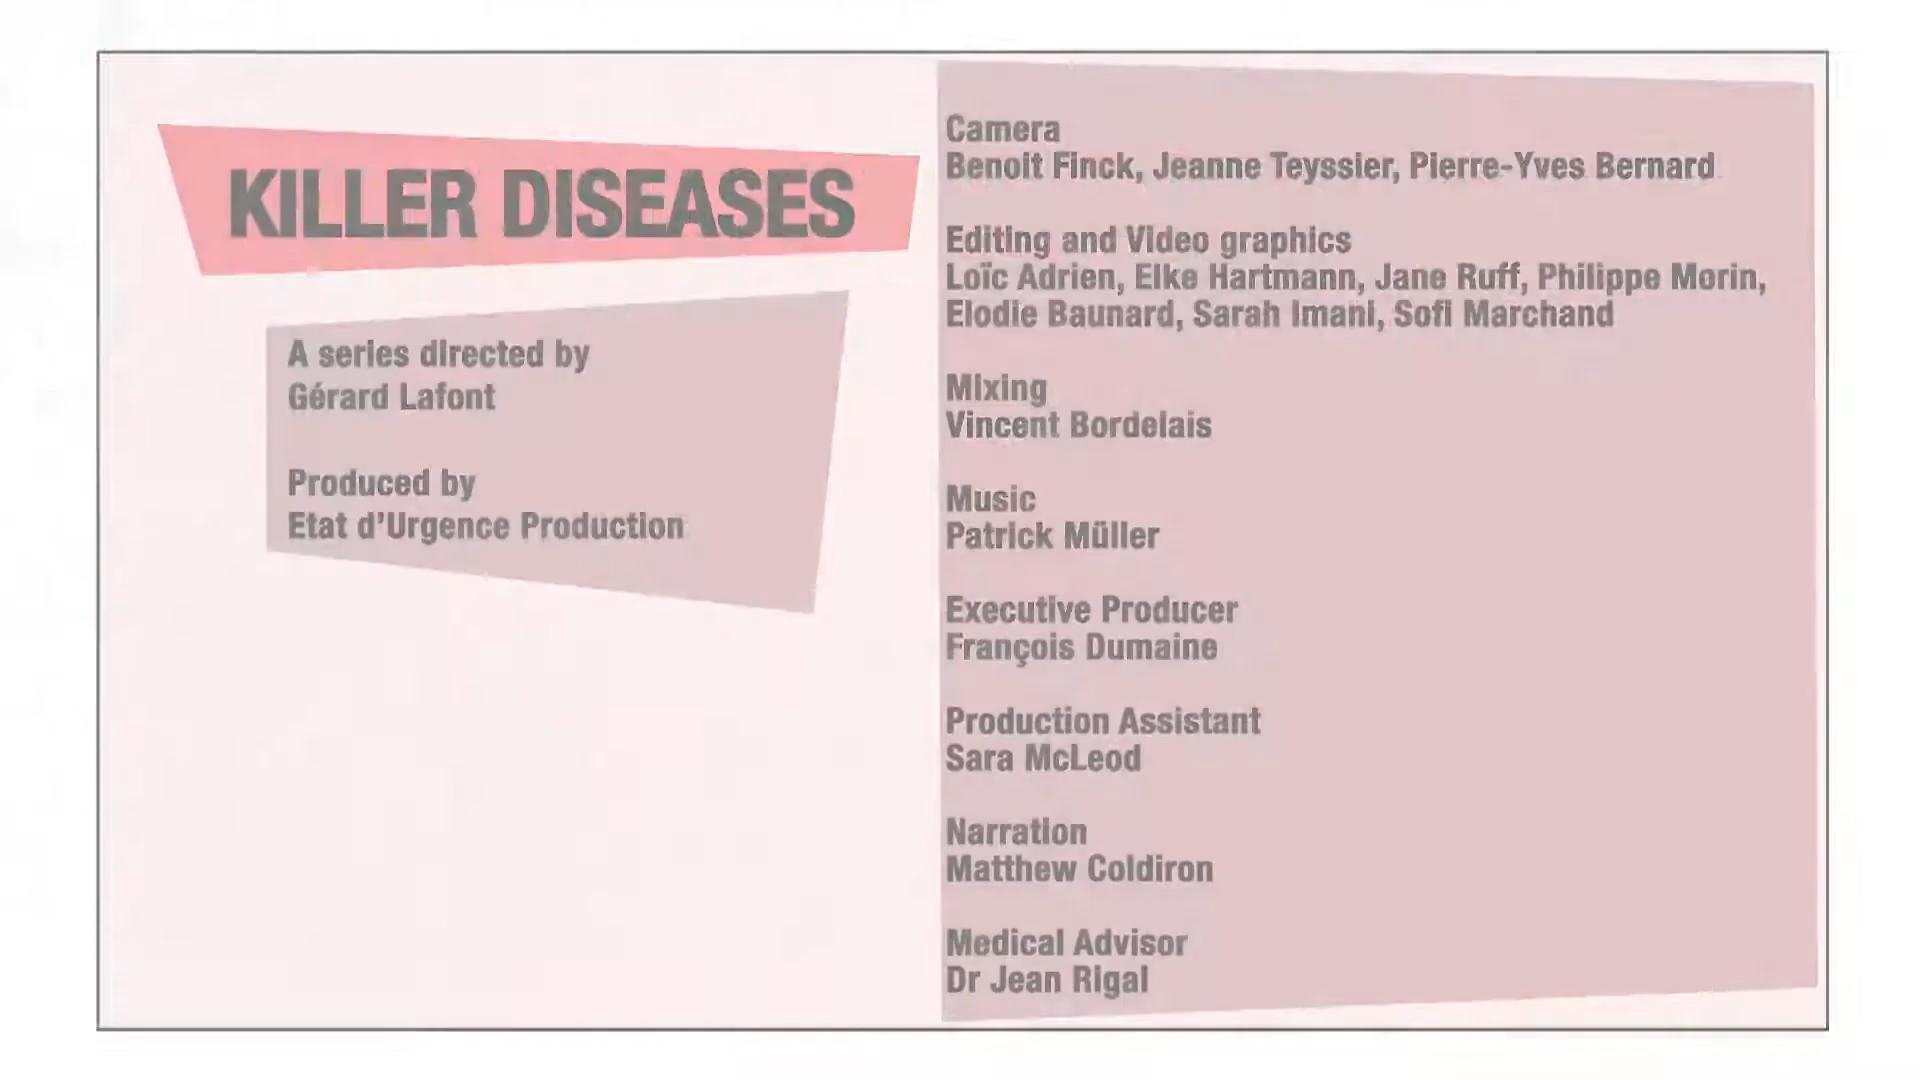 KILLER DISEASES
A series directed by
Gérard Lafont
Produced by
Etat d'Urgence Production
Camera
Benoit Finck, Jeanne Teyssier, Pierre-Yves Bernard
Editing and Video graphics
Loïc Adrien, Elke Hartmann, Jane Ruff, Philippe Morin,
Elodie Baunard, Sarah Imani, Sofi Marchand
Mixing
Vincent Bordelais
Music
Patrick Müller
Executive Producer
François Dumaine
Production Assistant
Sara McLeod
Narration
Matthew Coldiron
Medical Advisor
Dr Jean Rigal